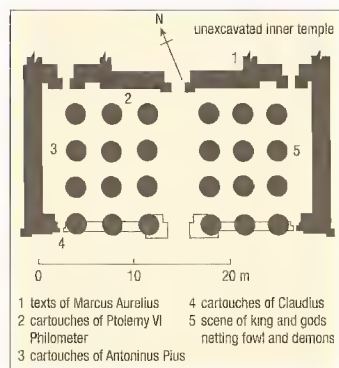 N
unexcavated inner temple
1
2
3
5
4
0 10 20 m
1 texts of Marcus Aurelius
2 cartouches of Ptolemy VI
Philometer
3 cartouches of Antoninus Pius
4 cartouches of Claudius
5 scene of king and gods
netting fowl and demons